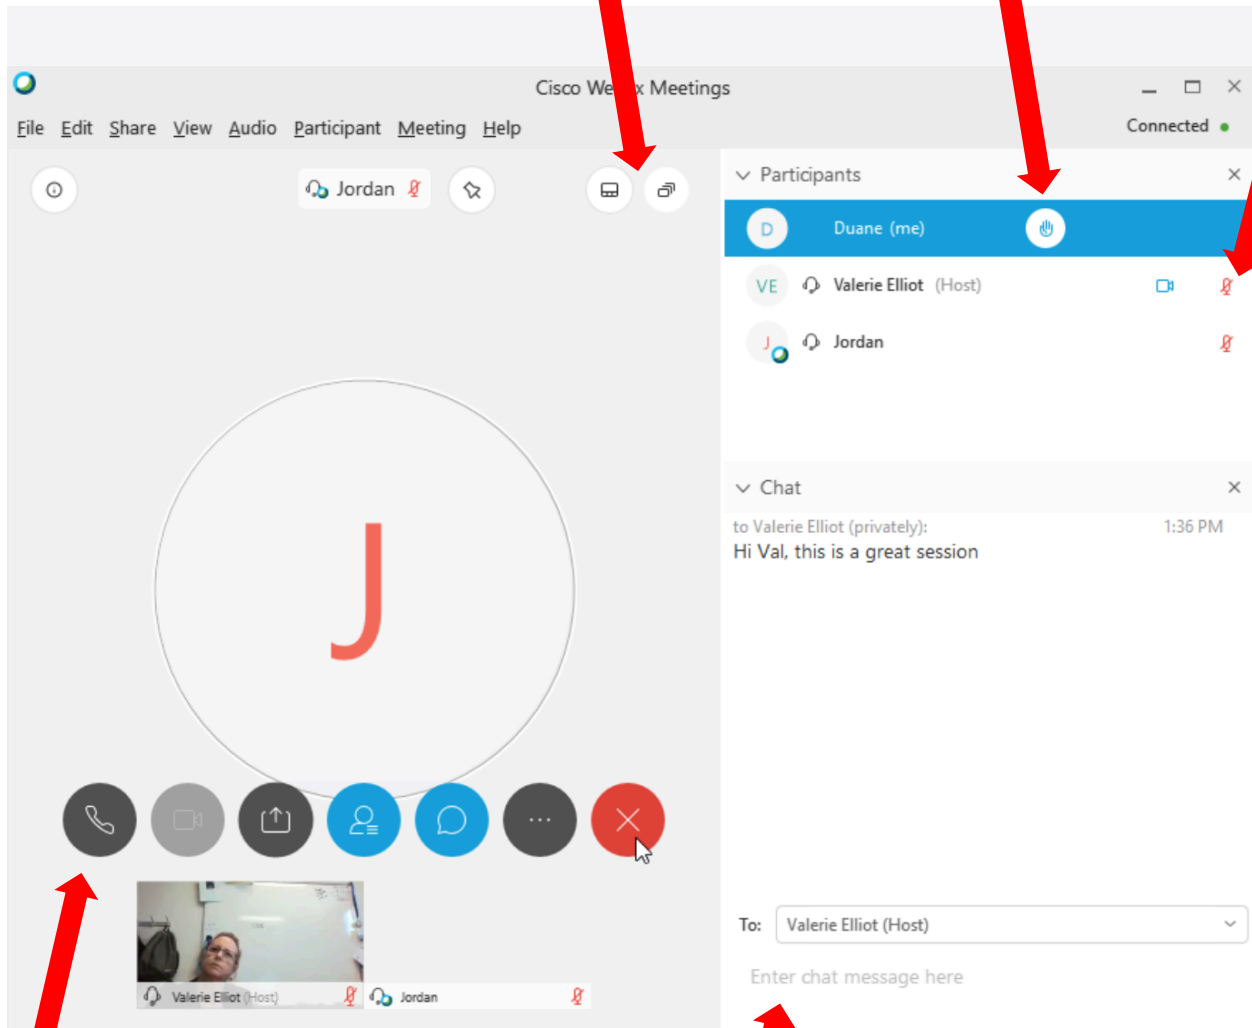 Cisco Webex Meetings
File Edit Share View Audio Participant Meeting Help
Connected
Jordan
Participants
D Duane (me)
VE Valerie Elliot (Host)
J Jordan
J
Chat
to Valerie Elliot (privately): 1:36 PM
Hi Val, this is a great session
To: Valerie Elliot (Host)
Enter chat message here
Valerie Elliot (Host) Jordan